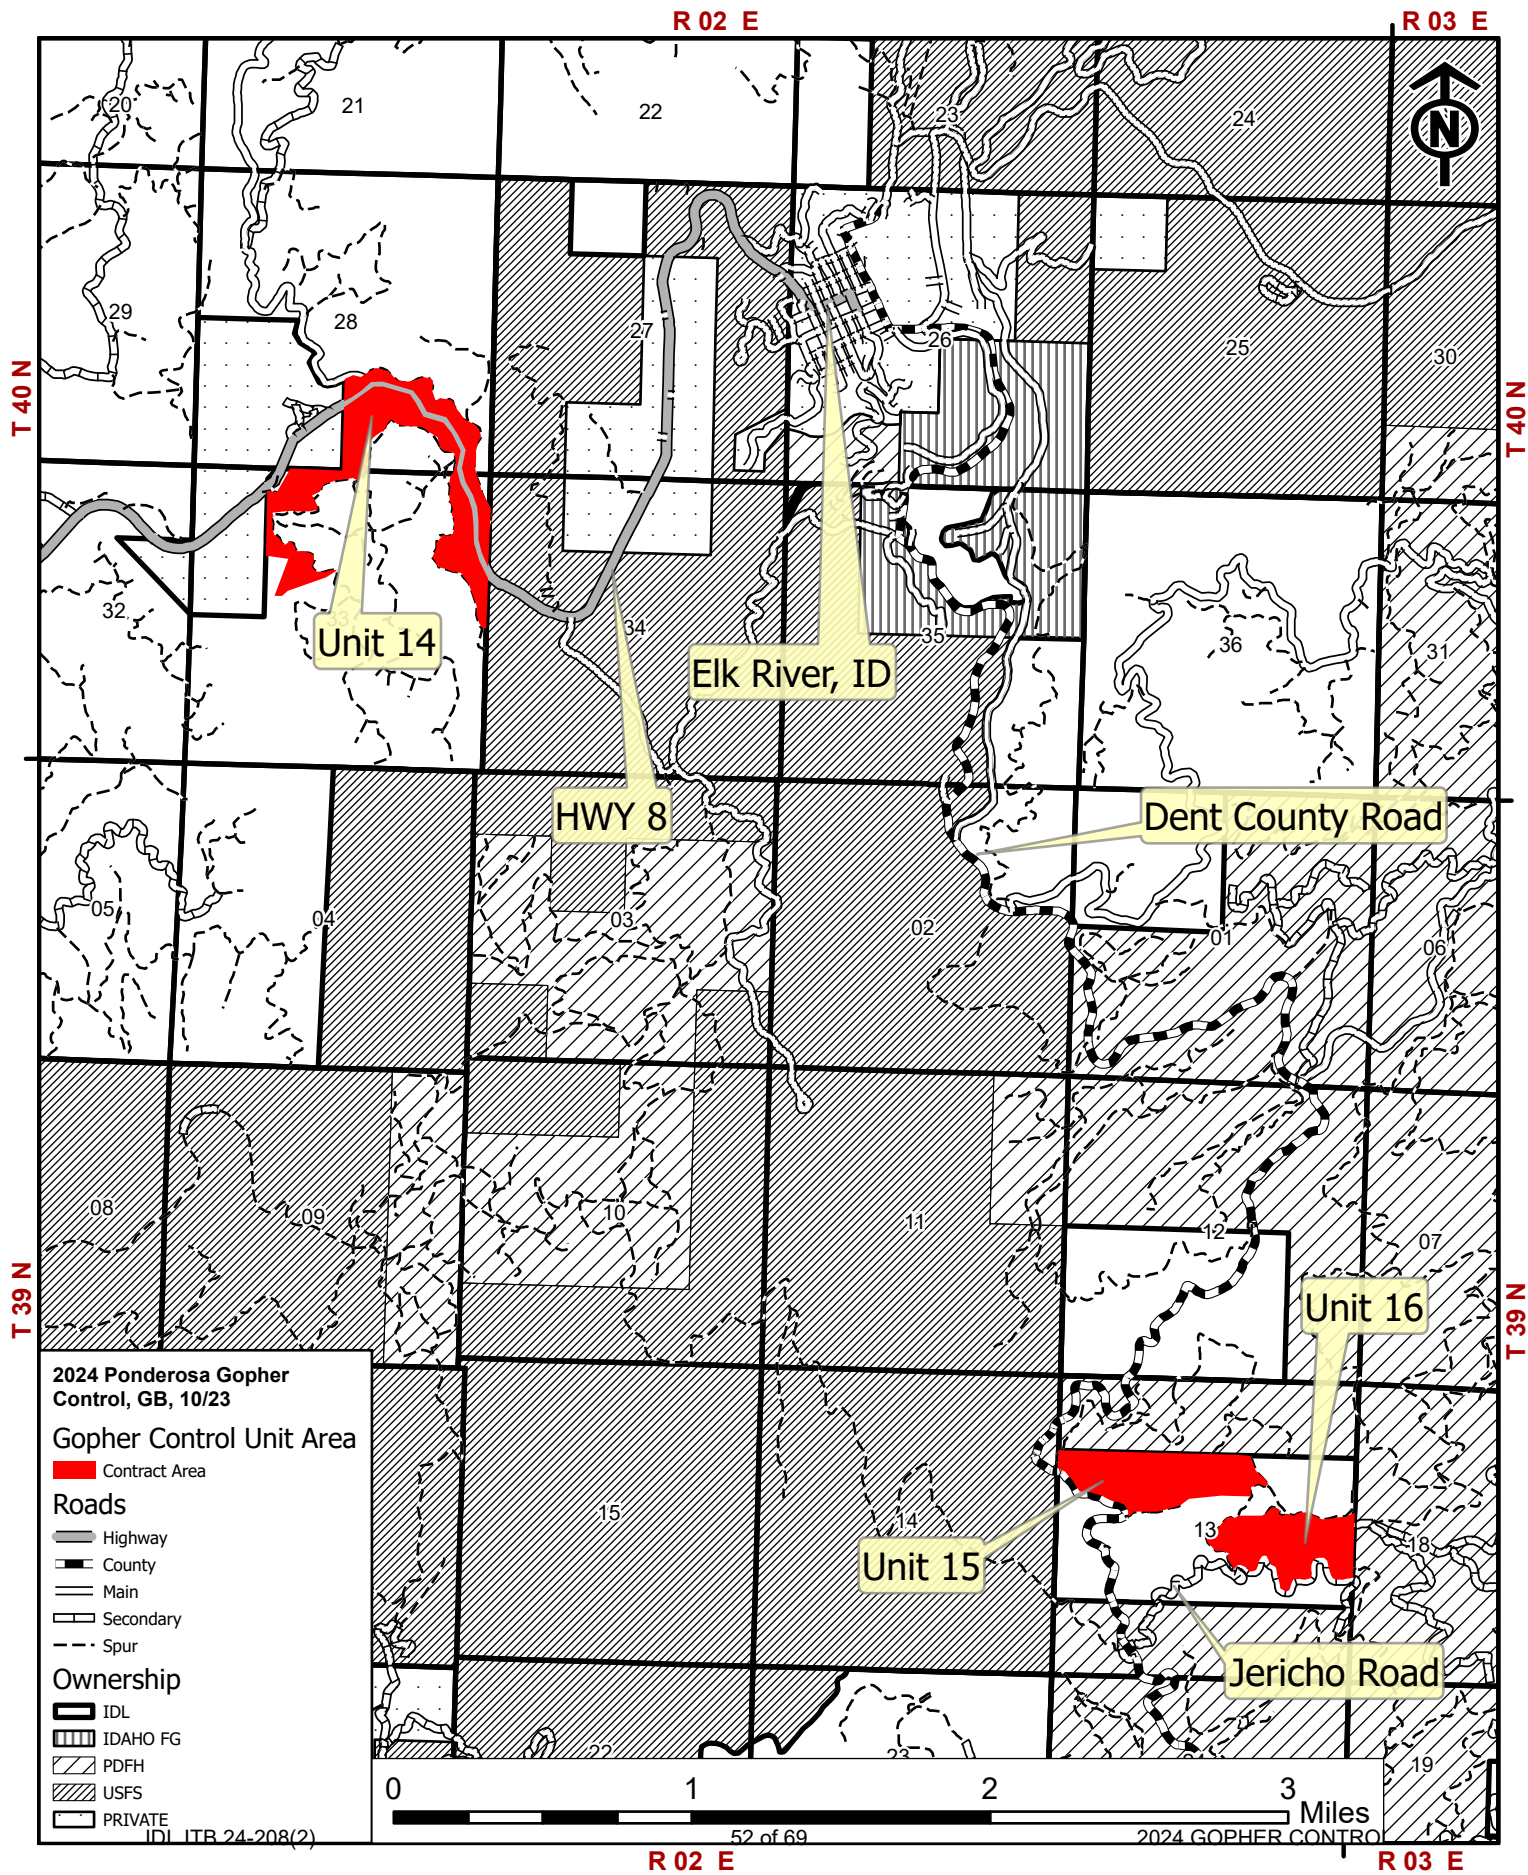 R 02 E
R 03 E
N
20
21
22
23
24
29
28
27
26
25
30
T 40 N
T 40 N
32
33
Unit 14
34
Elk River, ID
35
36
31
HWY 8
Dent County Road
05
04
03
02
01
06
08
09
10
11
12
07
T 39 N
T 39 N
Unit 16
2024 Ponderosa Gopher
Control, GB, 10/23
Gopher Control Unit Area
Contract Area
Roads
Highway
County
Main
Secondary
Spur
Ownership
IDL
IDAHO FG
PDFH
USFS
PRIVATE
15
14
13
18
Unit 15
Jericho Road
22
23
19
0
1
2
3
Miles
IDL ITB 24-208(2)
52 of 69
2024 GOPHER CONTRO
R 02 E
R 03 E